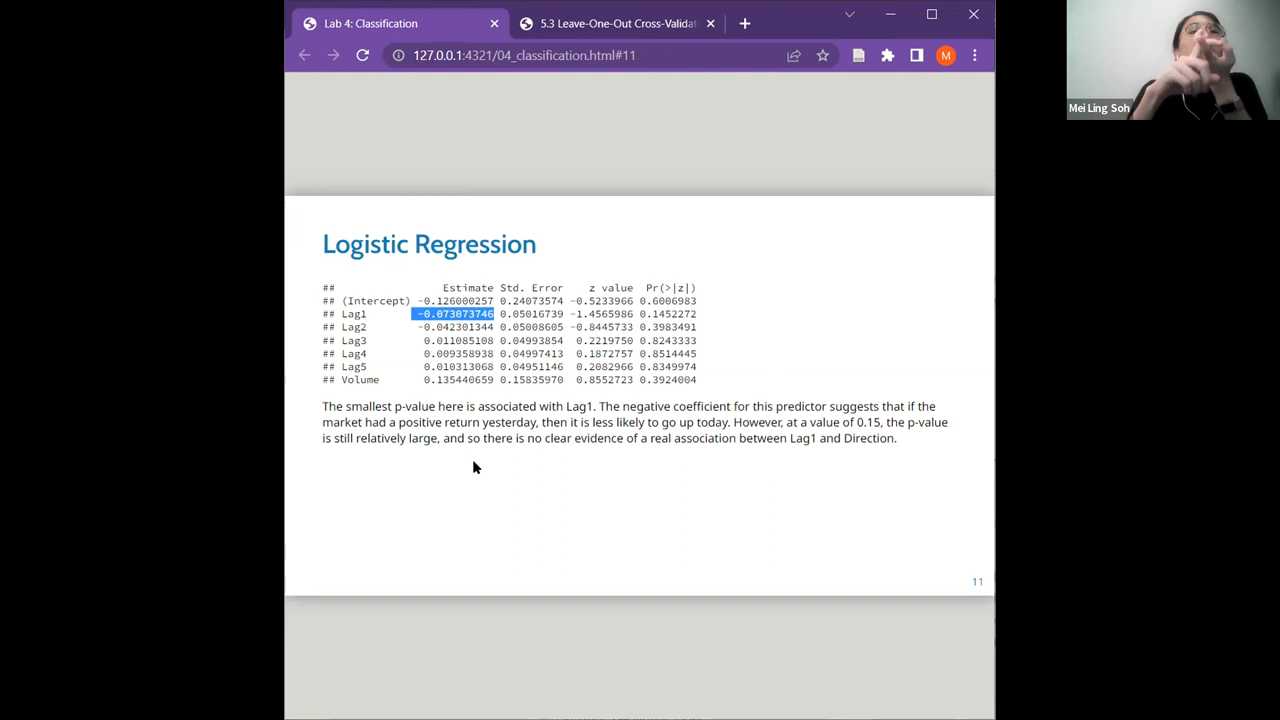 Lab 4: Classification
5.3 Leave-One-Out Cross-Validat
127.0.0.1:4321/04_classification.html#11
M
Mei Ling Soh
Logistic Regression
## Estimate Std. Error z value Pr(>|z|)
## (Intercept) -0.126000257 0.24073574 -0.5233966 0.6006983
## Lag1 -0.073073746 0.05016739 -1.4565986 0.1452272
## Lag2 -0.042301344 0.05008605 -0.8445733 0.3983491
## Lag3 0.011085108 0.04993854 0.2219750 0.8243333
## Lag4 0.009358938 0.04997413 0.1872757 0.8514445
## Lag5 0.010313068 0.04951146 0.2082966 0.8349974
## Volume 0.135440659 0.15835970 0.8552723 0.3924004
The smallest p-value here is associated with Lag1. The negative coefficient for this predictor suggests that if the
market had a positive return yesterday, then it is less likely to go up today. However, at a value of 0.15, the p-value
is still relatively large, and so there is no clear evidence of a real association between Lag1 and Direction.
11